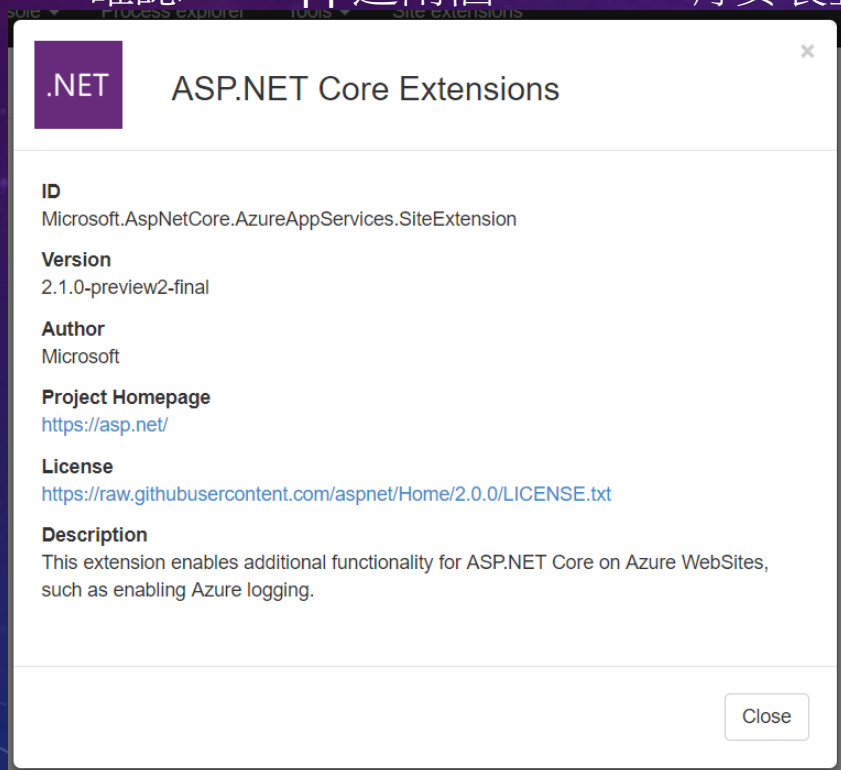 Process explorer Tools Site extensions
×
.NET
ASP.NET Core Extensions
ID
Microsoft.AspNetCore.AzureAppServices.SiteExtension
Version
2.1.0-preview2-final
Author
Microsoft
Project Homepage
https://asp.net/
License
https://raw.githubusercontent.com/aspnet/Home/2.0.0/LICENSE.txt
Description
This extension enables additional functionality for ASP.NET Core on Azure WebSites,
such as enabling Azure logging.
Close